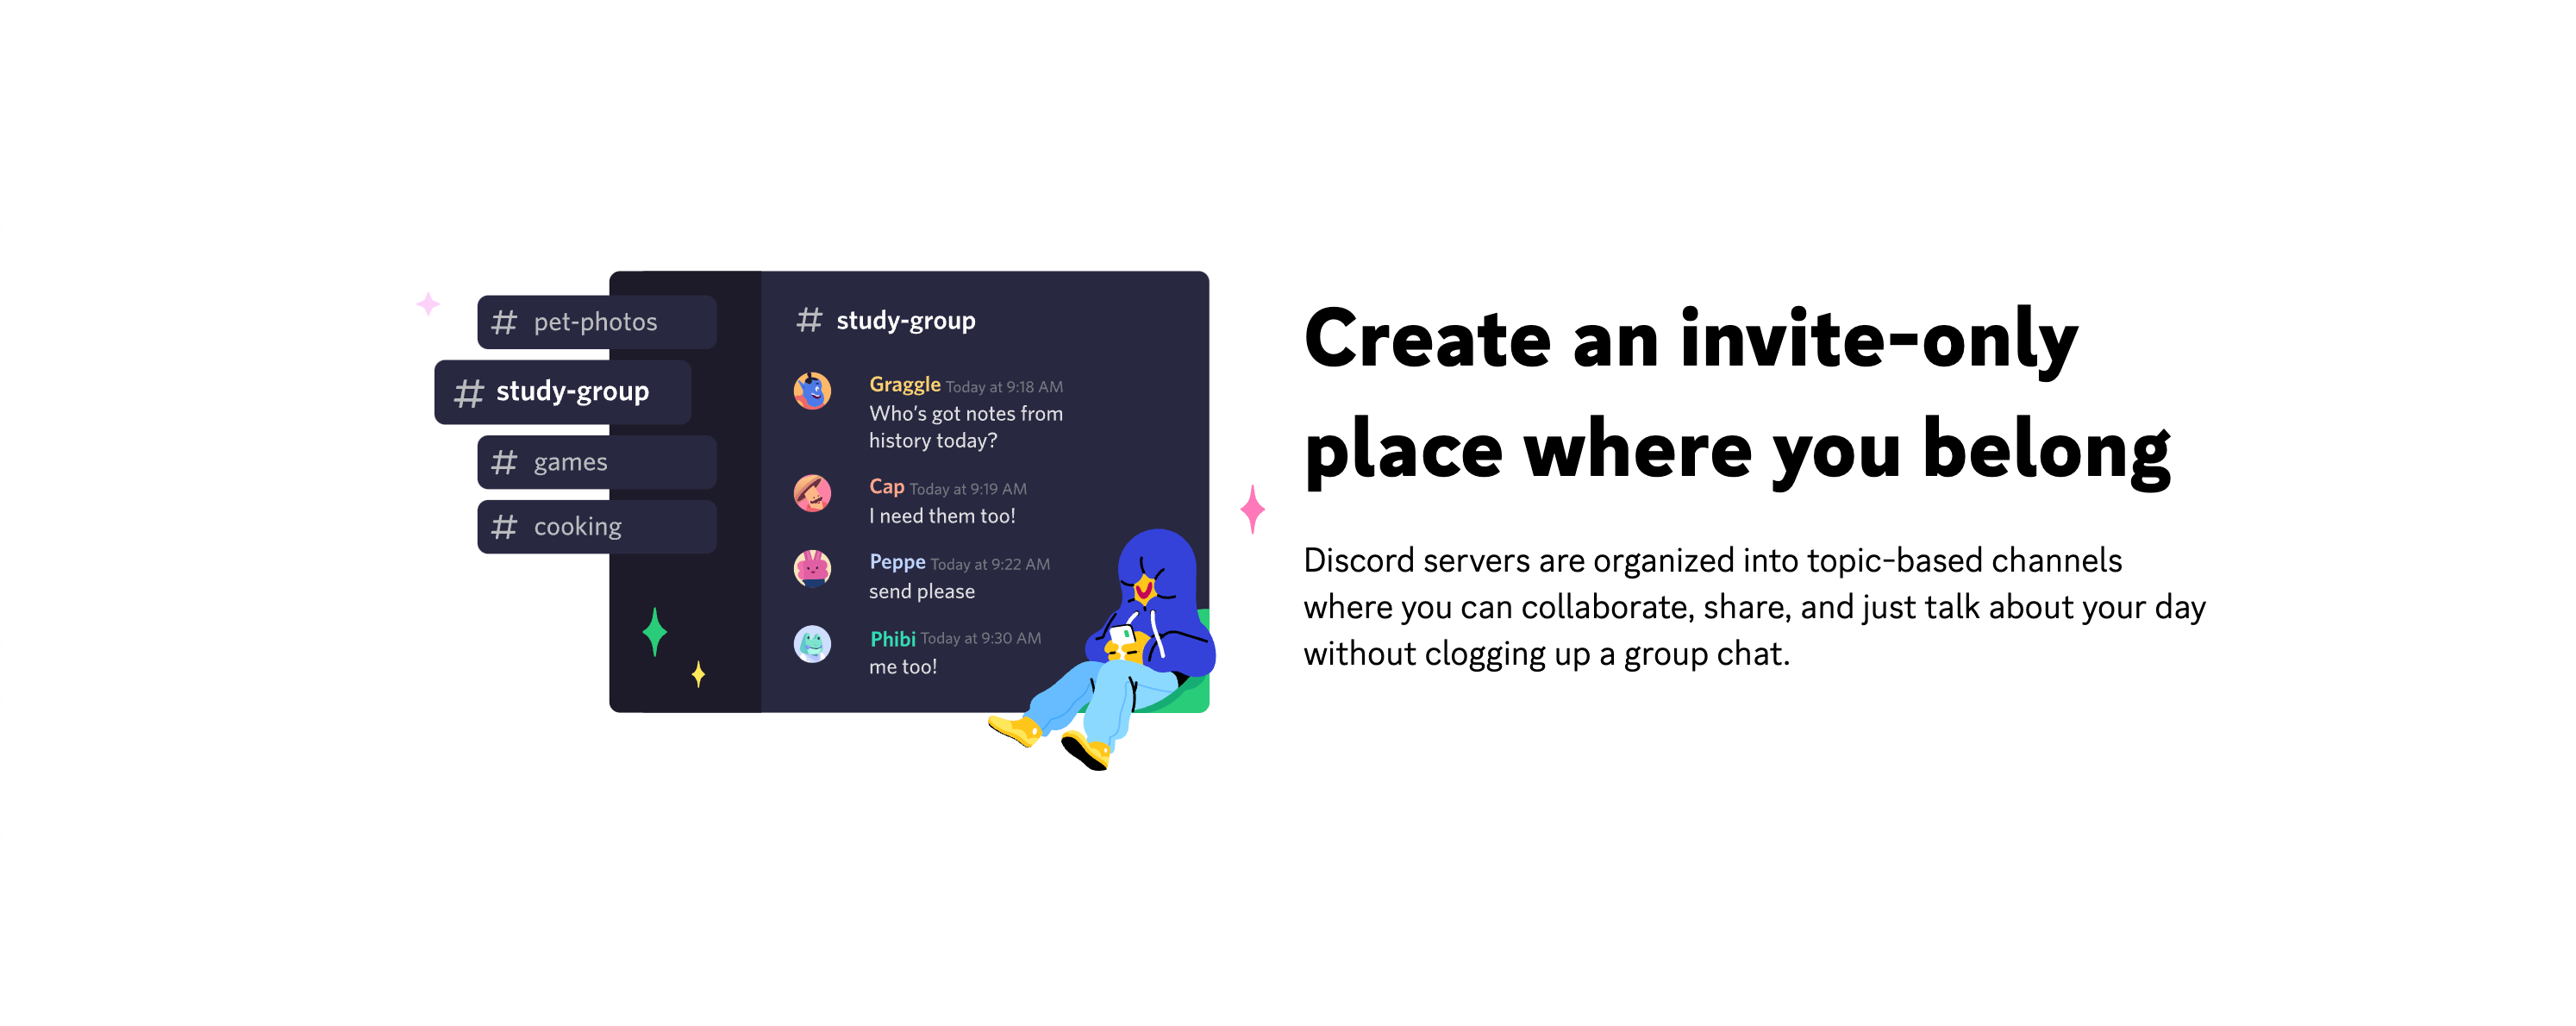 # pet-photos
# study-group
# games
# cooking
# study-group
Graggle Today at 9:18 AM
Who's got notes from
history today?
Cap Today at 9:19 AM
I need them too!
Peppe Today at 9:22 AM
send please
Phibi Today at 9:30 AM
me too!
Create an invite-only
place where you belong
Discord servers are organized into topic-based channels
where you can collaborate, share, and just talk about your day
without clogging up a group chat.